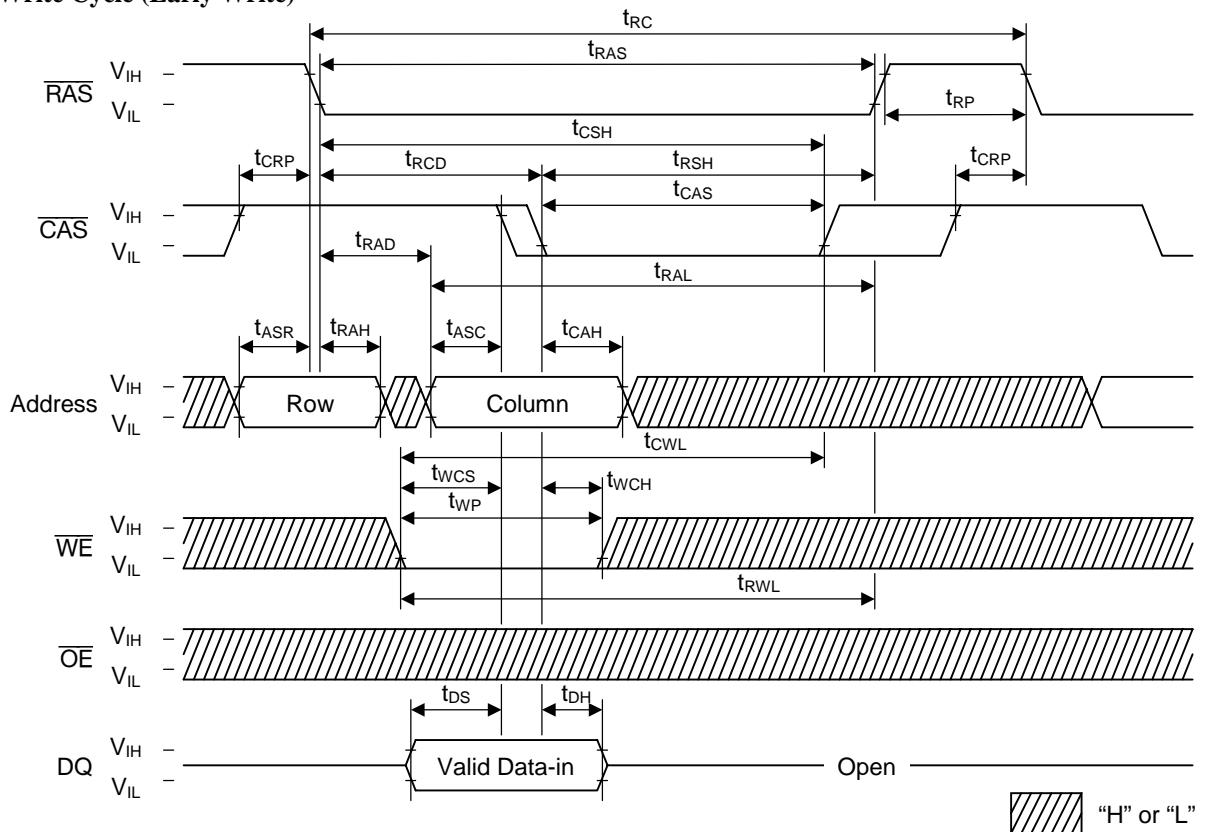 Write Cycle (Early Write)
tRC
tRAS
RAS
VIH
VIL
tRP
tCSH
tCRP
tRCD
tRSH
tCRP
tCAS
CAS
VIH
VIL
tRAD
tRAL
tASR
tRAH
tASC
tCAH
Address
VIH
VIL
Row
Column
tCWL
tWCS
tWCH
tWP
WE
VIH
VIL
tRWL
OE
VIH
VIL
tDS
tDH
DQ
VIH
VIL
Valid Data-in
Open
“H” or “L”